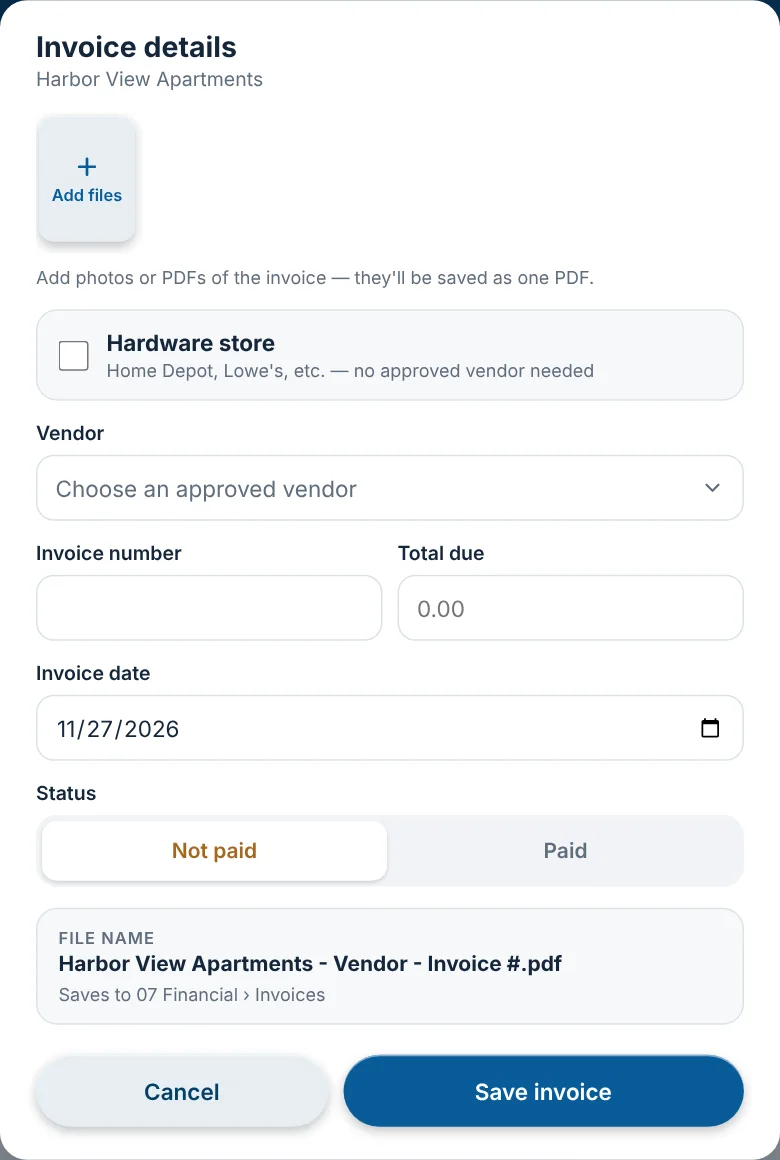 Invoice details
Harbor View Apartments
+
Add files
Add photos or PDFs of the invoice — they'll be saved as one PDF.
Hardware store
Home Depot, Lowe's, etc. — no approved vendor needed
Vendor
Choose an approved vendor
Invoice number
Total due
0.00
Invoice date
11/27/2026
Status
Not paid
Paid
FILE NAME
Harbor View Apartments - Vendor - Invoice #.pdf
Saves to 07 Financial › Invoices
Cancel
Save invoice